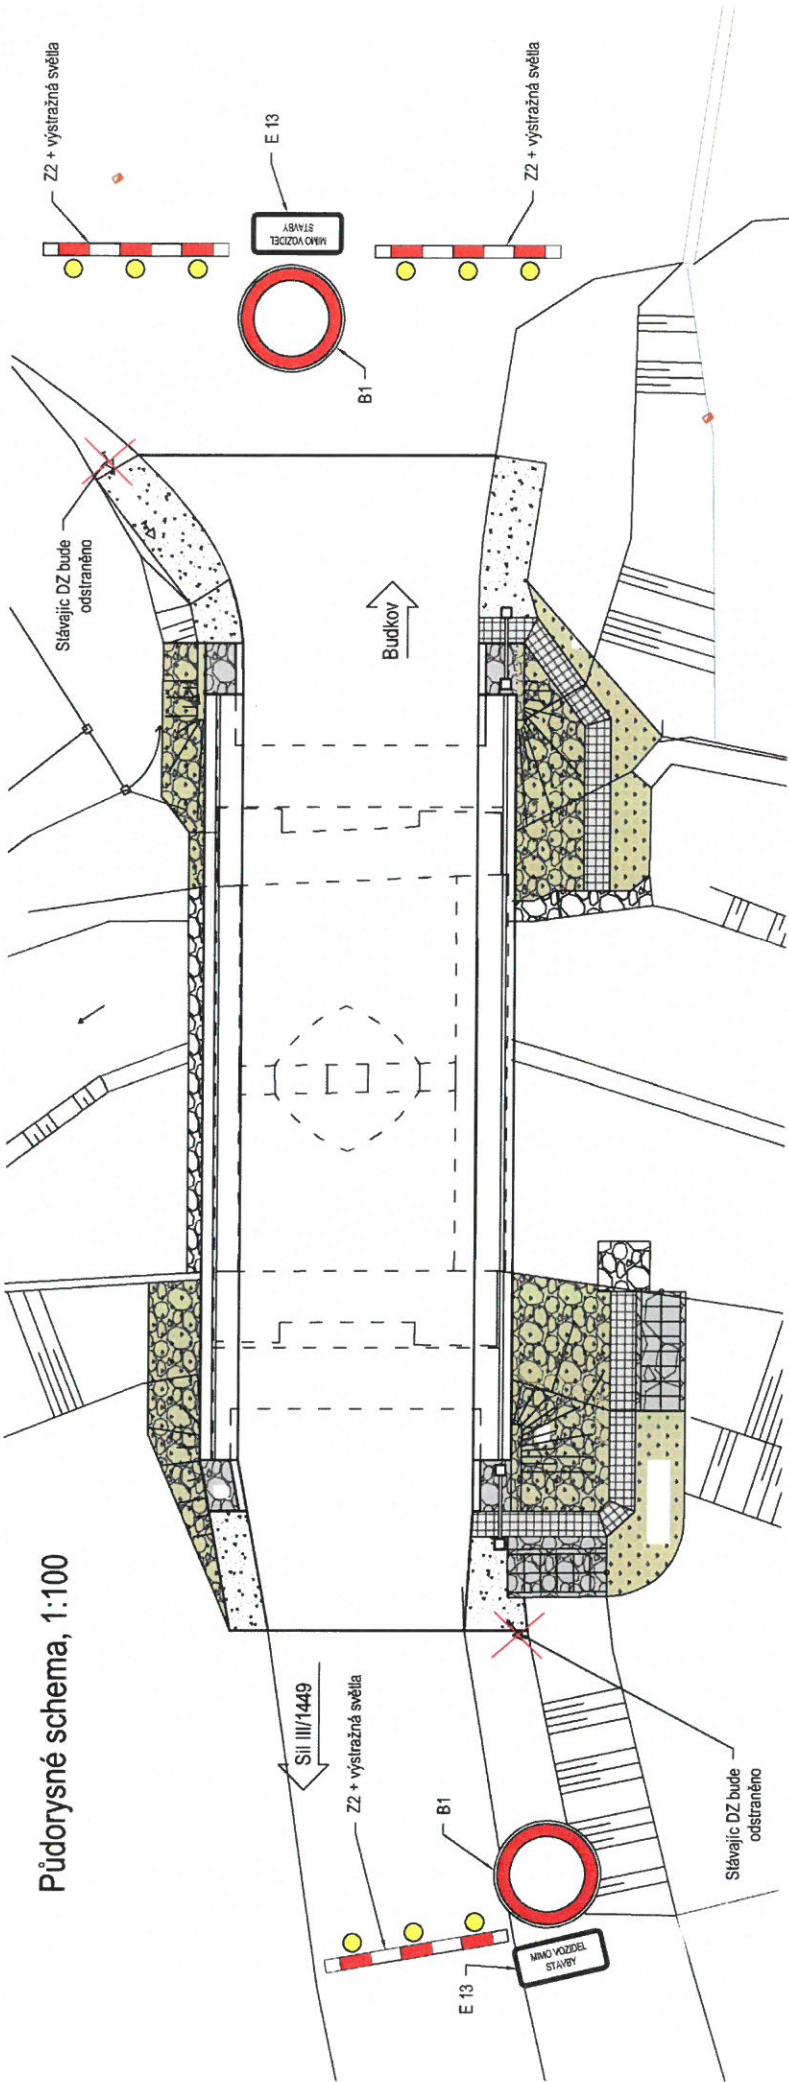 Půdorysné schema, 1:100
Sil III/1449
Z2 + výstražná světla
B1
E 13
MIMO VOZIDEL
STAVBY
Stávajíc DZ bude
odstraněno
Stávajíc DZ bude
odstraněno
Budkov
B1
E 13
MIMO VOZIDEL
STAVBY
Z2 + výstražná světla
Z2 + výstražná světla